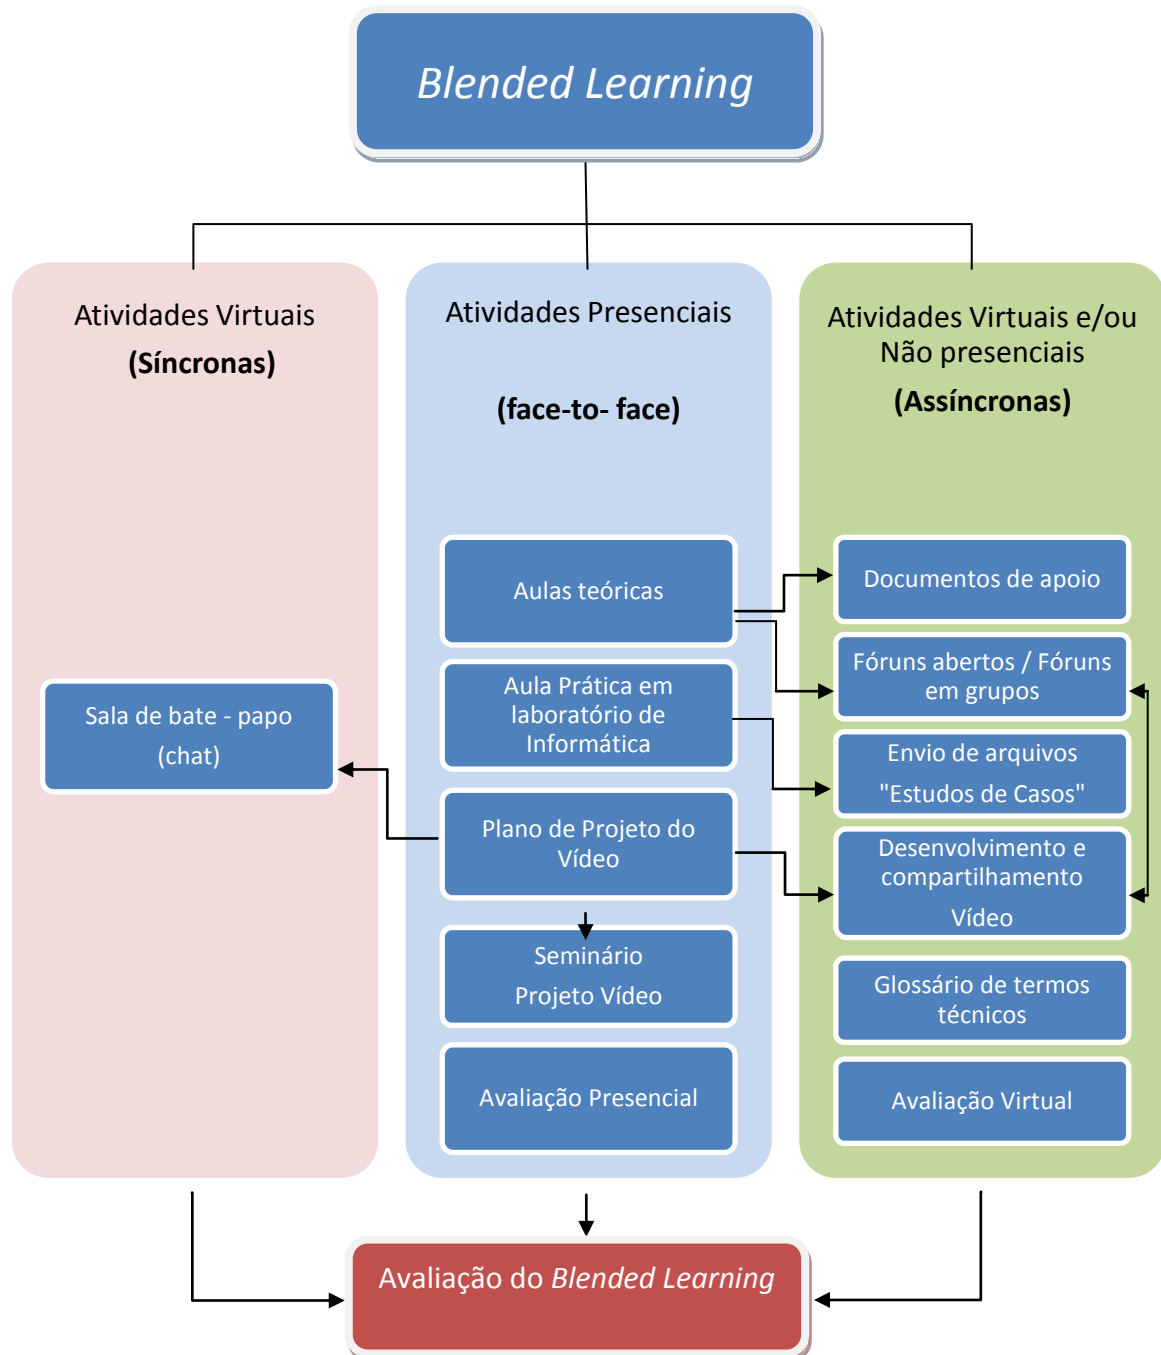 Blended Learning
Atividades Virtuais
(Síncronas)
Sala de bate - papo
(chat)
Atividades Presenciais
(face-to- face)
Aulas teóricas
Aula Prática em
laboratório de
Informática
Plano de Projeto do
Vídeo
Seminário
Projeto Vídeo
Avaliação Presencial
Atividades Virtuais e/ou
Não presenciais
(Assíncronas)
Documentos de apoio
Fóruns abertos / Fóruns
em grupos
Envio de arquivos
"Estudos de Casos"
Desenvolvimento e
compartilhamento
Vídeo
Glossário de termos
técnicos
Avaliação Virtual
Avaliação do Blended Learning